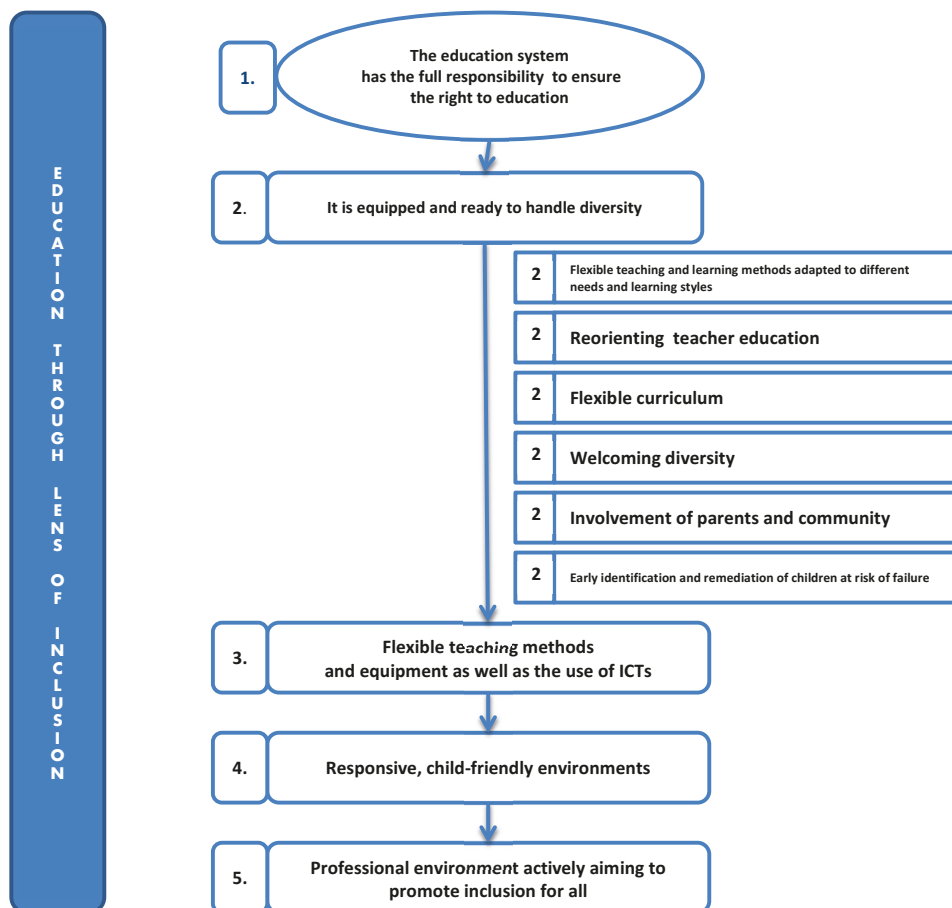 EDUCATION THROUGH LENS OF INCLUSION
1.
The education system
has the full responsibility to ensure
the right to education
2.
It is equipped and ready to handle diversity
2
Flexible teaching and learning methods adapted to different
needs and learning styles
2
Reorienting teacher education
2
Flexible curriculum
2
Welcoming diversity
2
Involvement of parents and community
2
Early identification and remediation of children at risk of failure
3.
Flexible teaching methods
and equipment as well as the use of ICTs
4.
Responsive, child-friendly environments
5.
Professional environment actively aiming to
promote inclusion for all